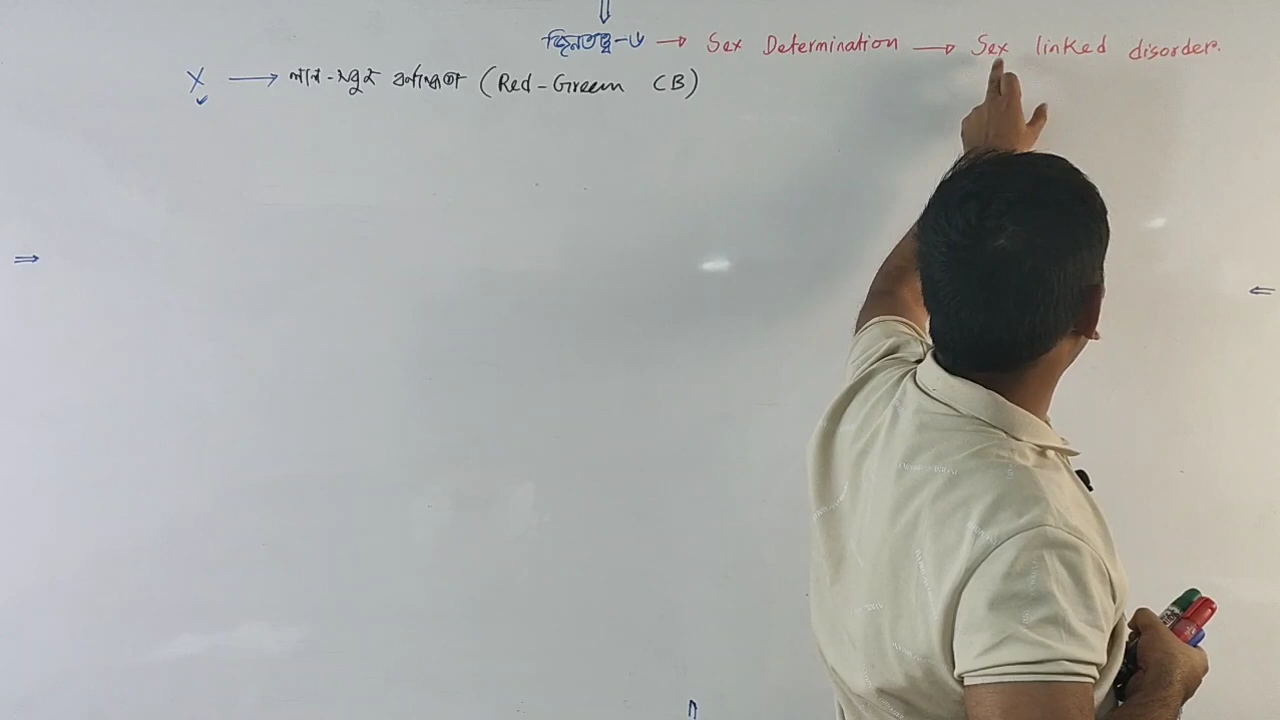 জিনতত্ত্ব-৬ → Sex Determination → Sex linked disorder.
X → লাল-সবুজ বর্ণান্ধতা (Red-Green CB)